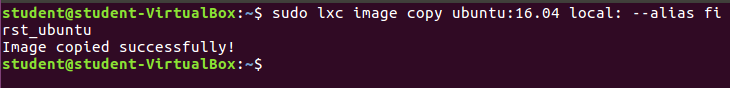 student@student-VirtualBox:~$ sudo lxc image copy ubuntu:16.04 local: --alias fi
rst_ubuntu
Image copied successfully!
student@student-VirtualBox:~$